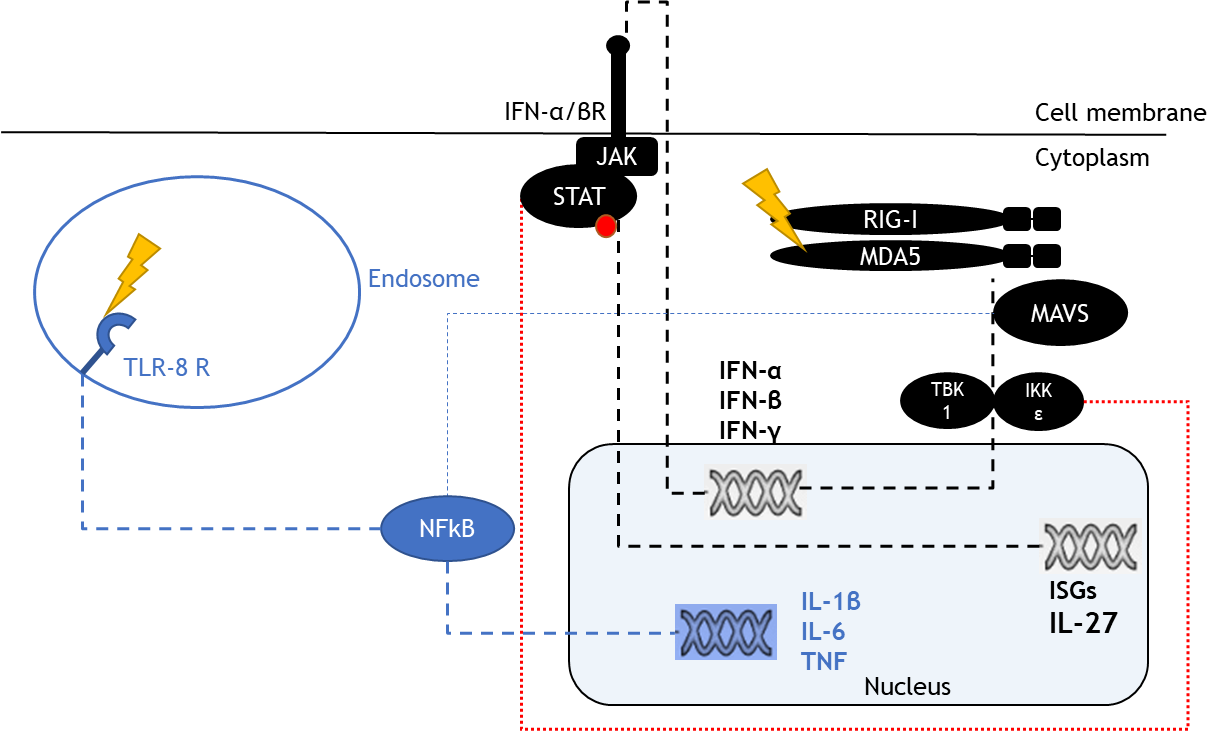 IFN-α/βR
Cell membrane
JAK
Cytoplasm
STAT
RIG-I
MDA5
Endosome
MAVS
TLR-8 R
IFN-α
IFN-β
IFN-γ
TBK
1
IKK
ε
NFkB
ISGs
IL-27
IL-1β
IL-6
TNF
Nucleus